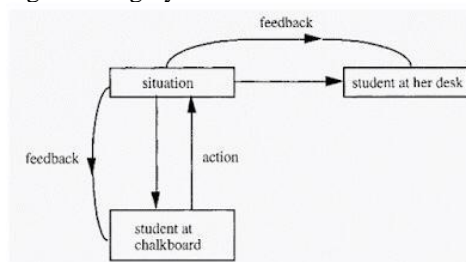 feedback
situation
student at her desk
feedback
action
student at
chalkboard